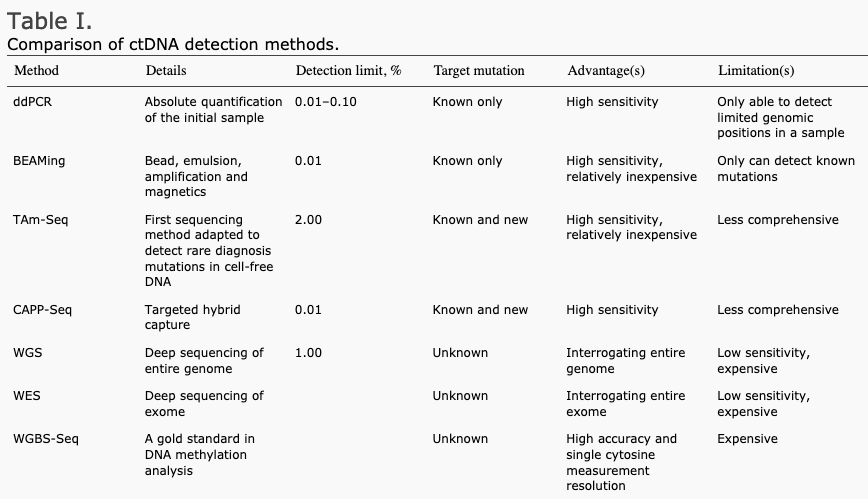 Table I.
Comparison of ctDNA detection methods.
Method Details Detection limit, % Target mutation Advantage(s) Limitation(s)
ddPCR Absolute quantification 0.01–0.10 Known only High sensitivity Only able to detect
of the initial sample limited genomic
positions in a sample
BEAMing Bead, emulsion, 0.01 Known only High sensitivity, Only can detect known
amplification and relatively inexpensive mutations
magnetics
TAm-Seq First sequencing 2.00 Known and new High sensitivity, Less comprehensive
method adapted to relatively inexpensive
detect rare diagnosis
mutations in cell-free
DNA
CAPP-Seq Targeted hybrid 0.01 Known and new High sensitivity Less comprehensive
capture
WGS Deep sequencing of 1.00 Unknown Interrogating entire Low sensitivity,
entire genome genome expensive
WES Deep sequencing of Unknown Interrogating entire Low sensitivity,
exome exome expensive
WGBS-Seq A gold standard in Unknown High accuracy and Expensive
DNA methylation single cytosine
analysis measurement
resolution